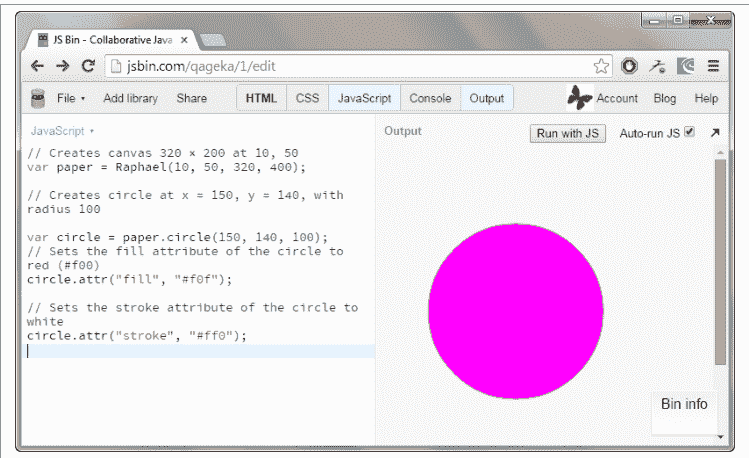 JS Bin - Collaborative Java
jsbin.com/qageka/1/edit
File Add library Share HTML CSS JavaScript Console Output Account Blog Help
JavaScript
// Creates canvas 320 × 200 at 10, 50
var paper = Raphael(10, 50, 320, 400);
// Creates circle at x = 150, y = 140, with
radius 100
var circle = paper.circle(150, 140, 100);
// Sets the fill attribute of the circle to
red (#f00)
circle.attr("fill", "#f0f");
// Sets the stroke attribute of the circle to
white
circle.attr("stroke", "#ff0");
Output Run with JS Auto-run JS
Bin info